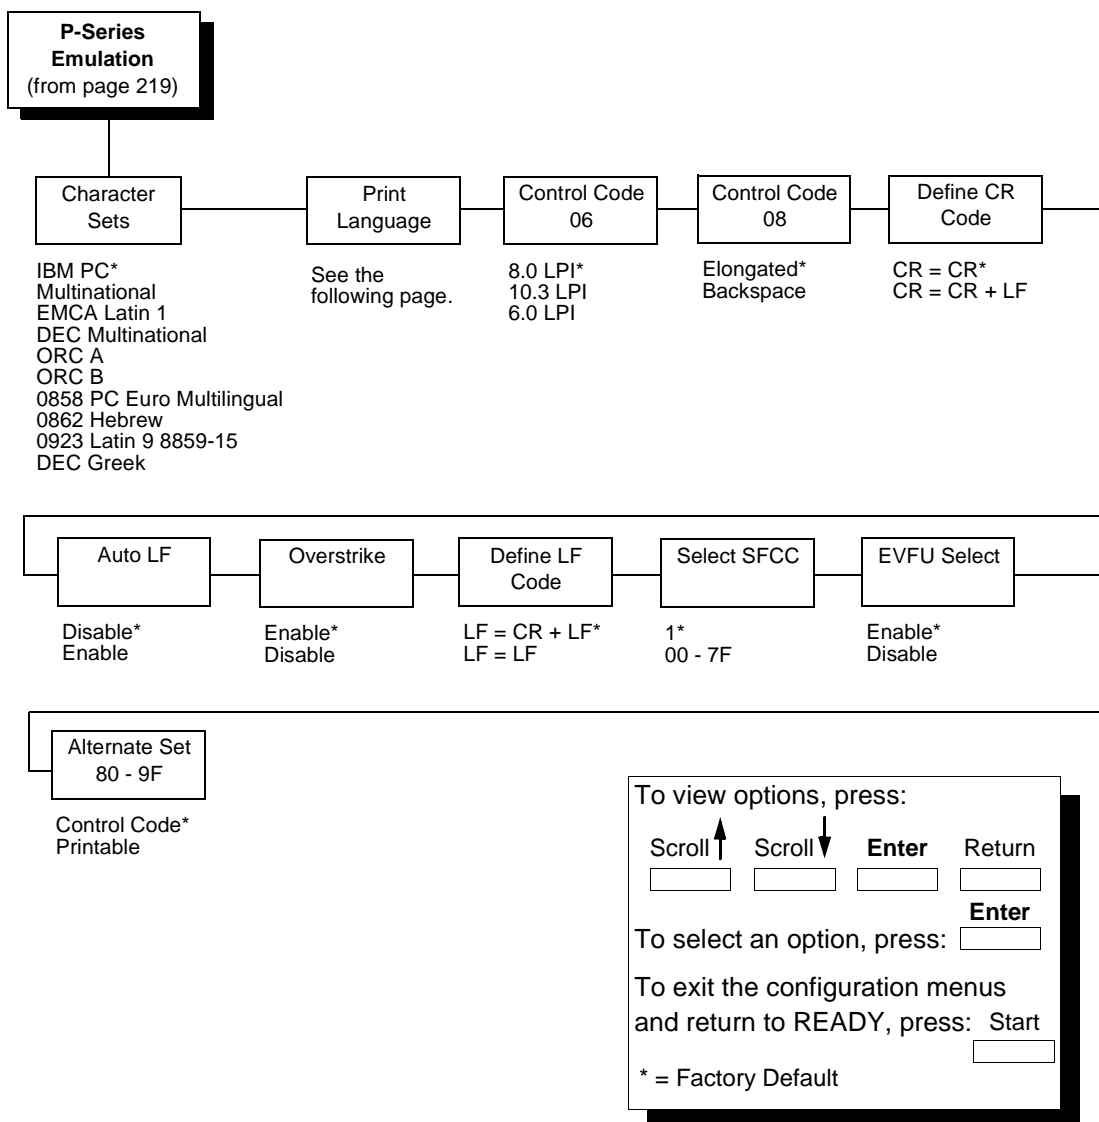 P-Series
Emulation
(from page 219)
Character
Sets
IBM PC*
Multinational
EMCA Latin 1
DEC Multinational
ORC A
ORC B
0858 PC Euro Multilingual
0862 Hebrew
0923 Latin 9 8859-15
DEC Greek
Print
Language
See the
following page.
Control Code
06
8.0 LPI*
10.3 LPI
6.0 LPI
Control Code
08
Elongated*
Backspace
Define CR
Code
CR = CR*
CR = CR + LF
Auto LF
Disable*
Enable
Overstrike
Enable*
Disable
Define LF
Code
LF = CR + LF*
LF = LF
Select SFCC
1*
00 - 7F
EVFU Select
Enable*
Disable
Alternate Set
80 - 9F
Control Code*
Printable
To view options, press:
Scroll Scroll Enter Return
Enter
To select an option, press:
To exit the configuration menus
and return to READY, press: Start
* = Factory Default